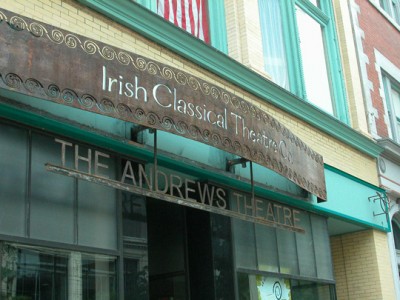 Irish Classical Theatre Co.
THE ANDREWS THEATRE